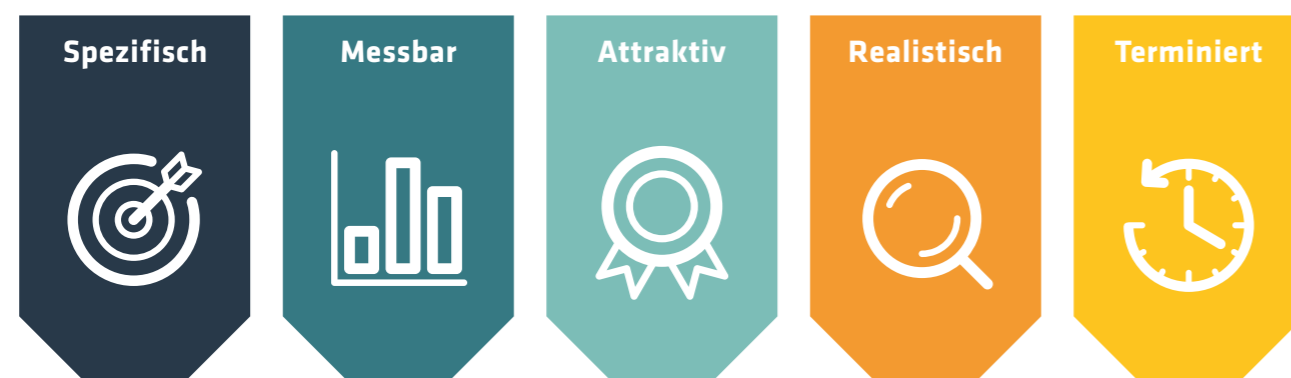 Spezifisch
Messbar
Attraktiv
Realistisch
Terminiert